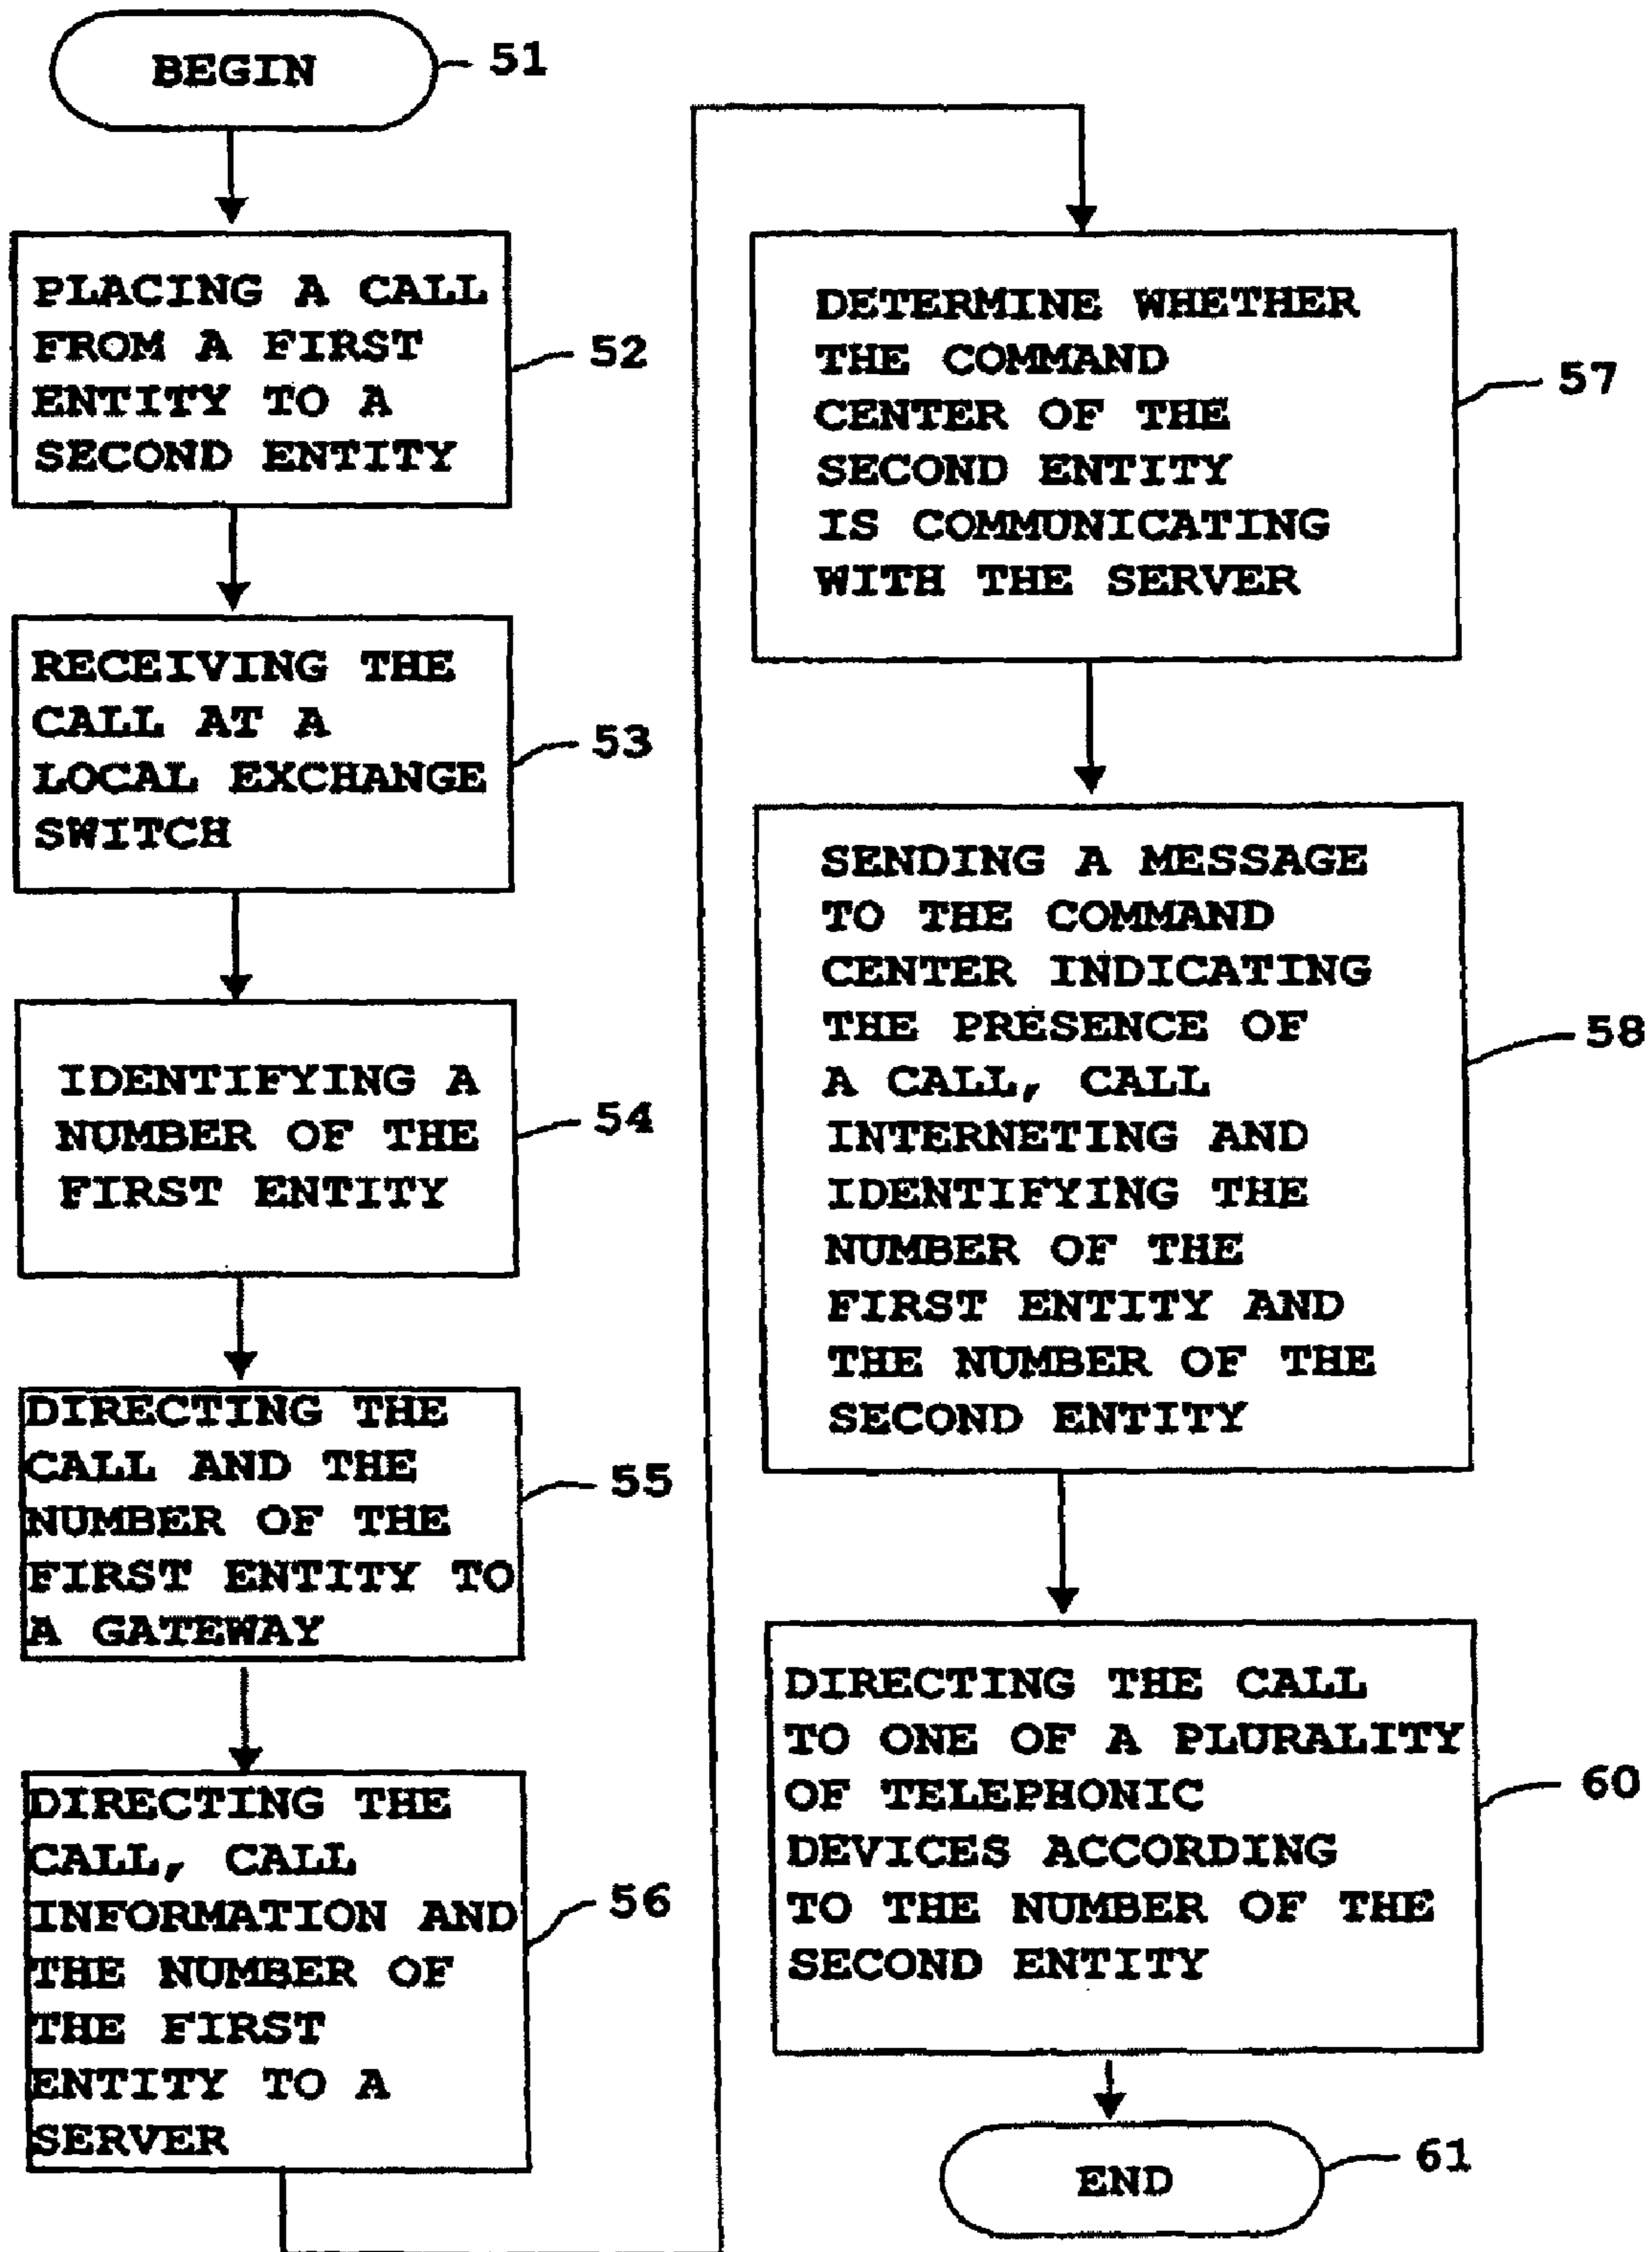 BEGIN
51
PLACING A CALL
FROM A FIRST
ENTITY TO A
SECOND ENTITY
52
RECEIVING THE
CALL AT A
LOCAL EXCHANGE
SWITCH
53
IDENTIFYING A
NUMBER OF THE
FIRST ENTITY
54
DIRECTING THE
CALL AND THE
NUMBER OF THE
FIRST ENTITY TO
A GATEWAY
55
DIRECTING THE
CALL, CALL
INFORMATION AND
THE NUMBER OF
THE FIRST
ENTITY TO A
SERVER
56
DETERMINE WHETHER
THE COMMAND
CENTER OF THE
SECOND ENTITY
IS COMMUNICATING
WITH THE SERVER
57
SENDING A MESSAGE
TO THE COMMAND
CENTER INDICATING
THE PRESENCE OF
A CALL, CALL
INTERNETING AND
IDENTIFYING THE
NUMBER OF THE
FIRST ENTITY AND
THE NUMBER OF THE
SECOND ENTITY
58
DIRECTING THE CALL
TO ONE OF A PLURALITY
OF TELEPHONIC
DEVICES ACCORDING
TO THE NUMBER OF THE
SECOND ENTITY
60
END
61